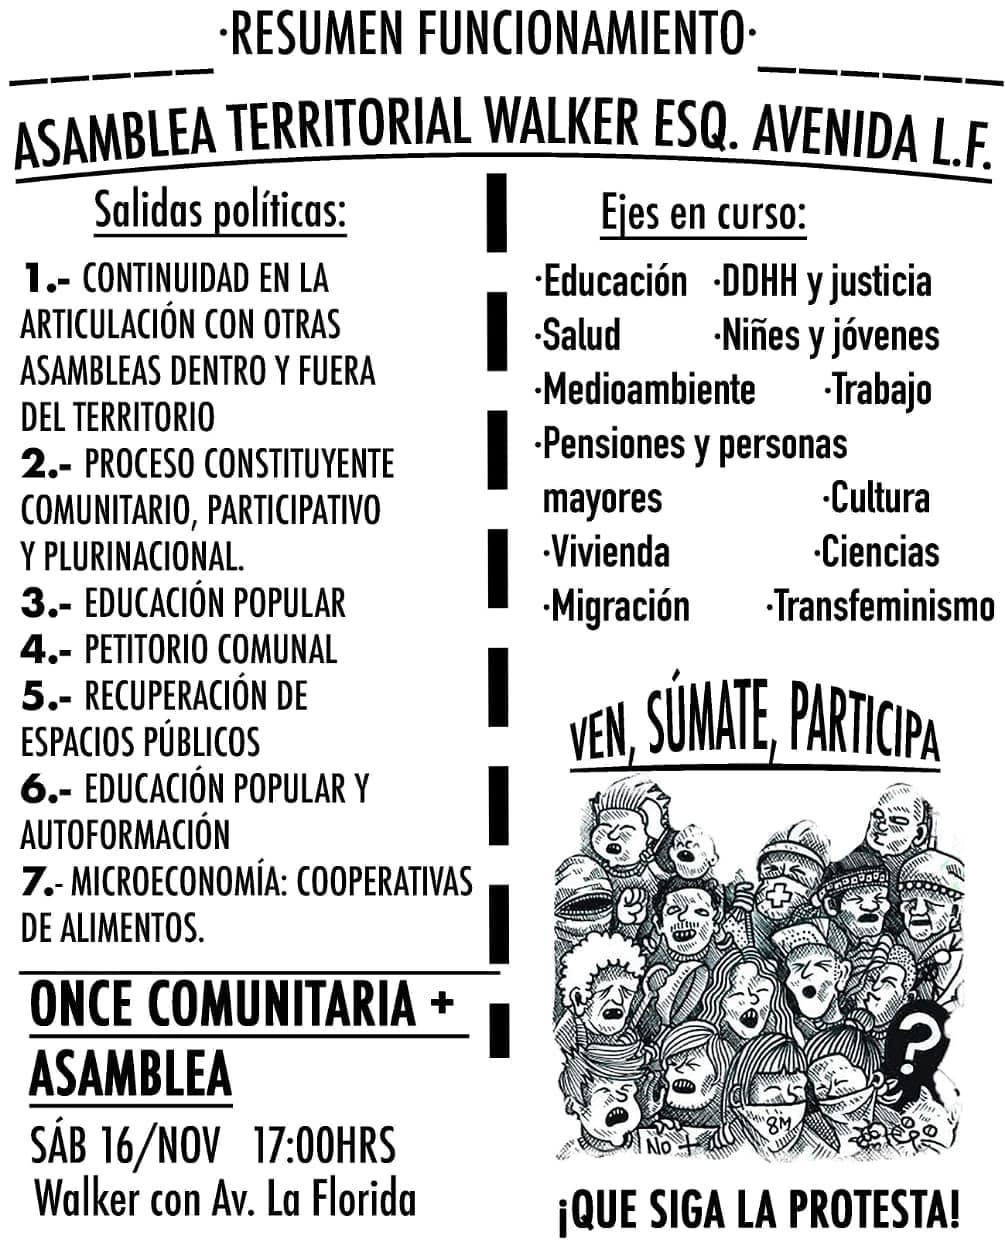 ·RESUMEN FUNCIONAMIENTO·
ASAMBLEA TERRITORIAL WALKER ESQ. AVENIDA L.F.
Salidas políticas:
1.- CONTINUIDAD EN LA
ARTICULACIÓN CON OTRAS
ASAMBLEAS DENTRO Y FUERA
DEL TERRITORIO
2.- PROCESO CONSTITUYENTE
COMUNITARIO, PARTICIPATIVO
Y PLURINACIONAL.
3.- EDUCACIÓN POPULAR
4.- PETITORIO COMUNAL
5.- RECUPERACIÓN DE
ESPACIOS PÚBLICOS
6.- EDUCACIÓN POPULAR Y
AUTOFORMACIÓN
7.- MICROECONOMÍA: COOPERATIVAS
DE ALIMENTOS.
ONCE COMUNITARIA +
ASAMBLEA
SÁB 16/NOV 17:00HRS
Walker con Av. La Florida
Ejes en curso:
·Educación ·DDHH y justicia
·Salud ·Niñes y jóvenes
·Medioambiente ·Trabajo
·Pensiones y personas
mayores ·Cultura
·Vivienda ·Ciencias
·Migración ·Transfeminismo
VEN, SÚMATE, PARTICIPA
?
8M
No +
¡QUE SIGA LA PROTESTA!